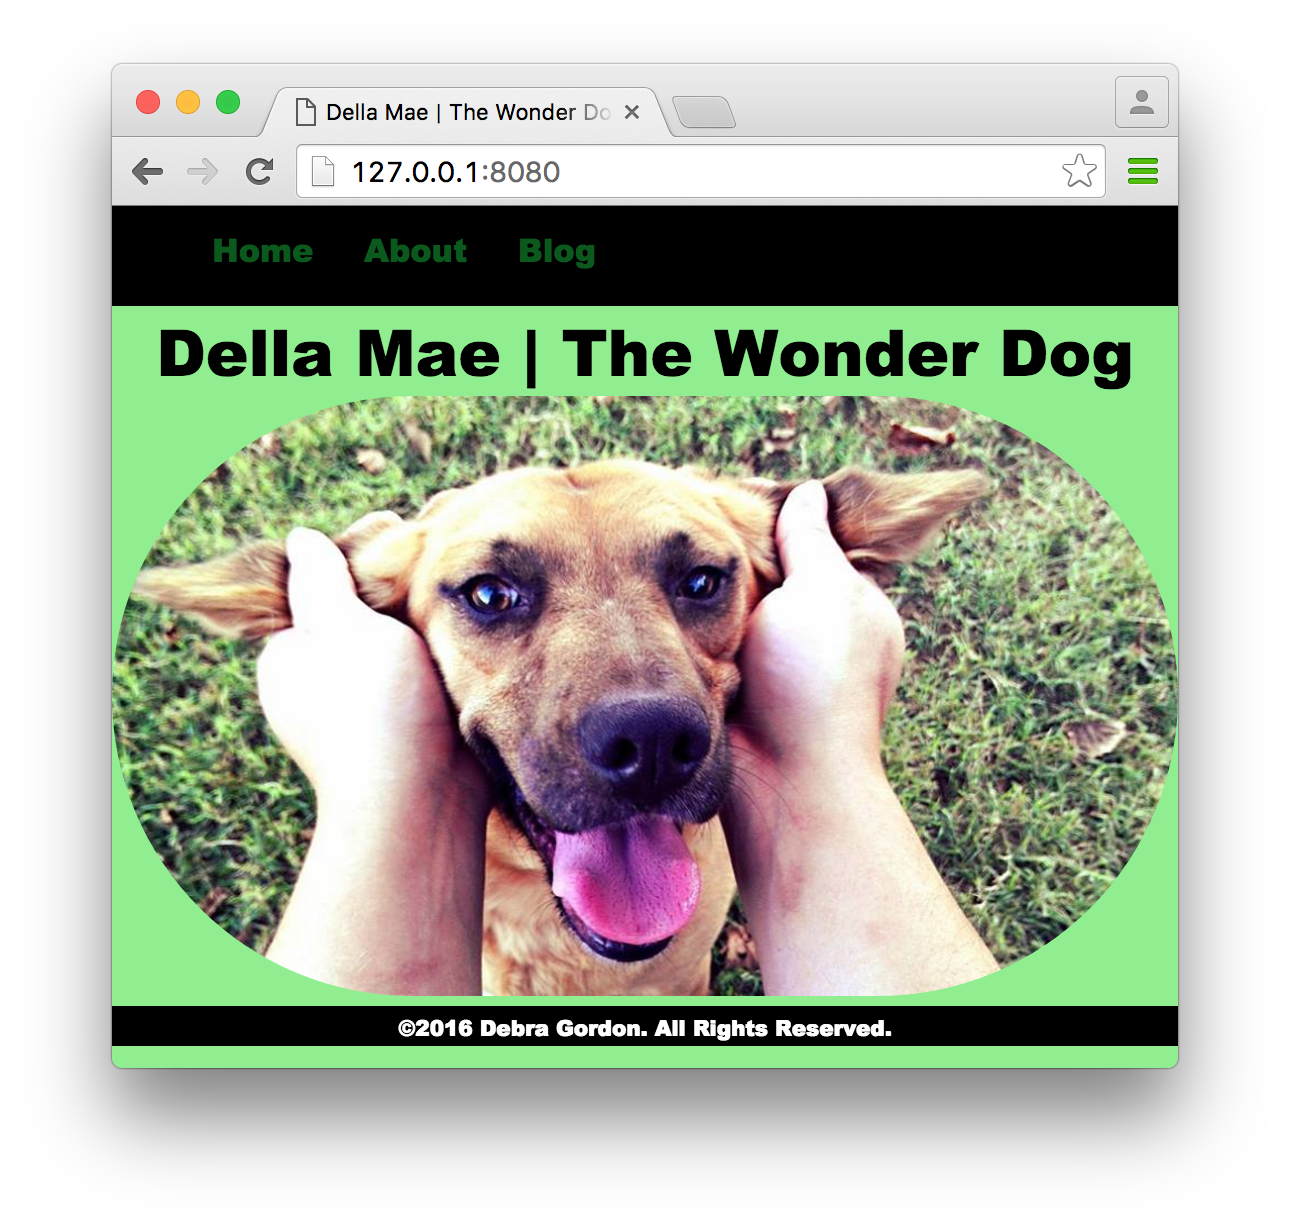 Della Mae | The Wonder Do
127.0.0.1:8080
Home About Blog
Della Mae | The Wonder Dog
©2016 Debra Gordon. All Rights Reserved.